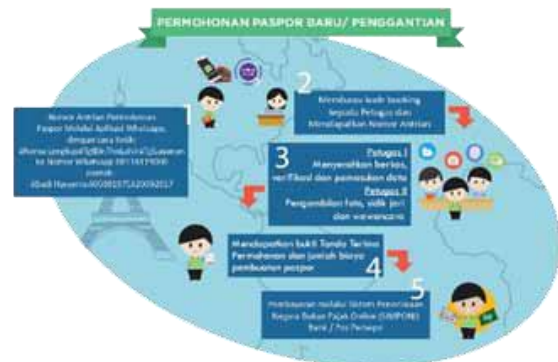 PERMOHONAN PASPOR BARU/ PENGGANTIAN
1
Nomor Antrian Permohonan
Paspor Melalui Aplikasi Whatsapp,
dengan cara Ketik:
ke Nomor Whatsapp
2
Membawa kode booking
kepada Petugas dan
Mendapatkan Nomor Antrian
3
Petugas I
Menyerahkan berkas,
verifikasi dan pemasukan data
Petugas II
Pengambilan foto, sidik jari
dan wawancara
Mendapatkan bukti Tanda Terima
Permohonan dan jumlah biaya
pembuatan paspor
4
5
Pembayaran melalui Sistem Penerimaan
Negara Bukan Pajak Online (SIMPONI)
Bank / Pos Persepsi